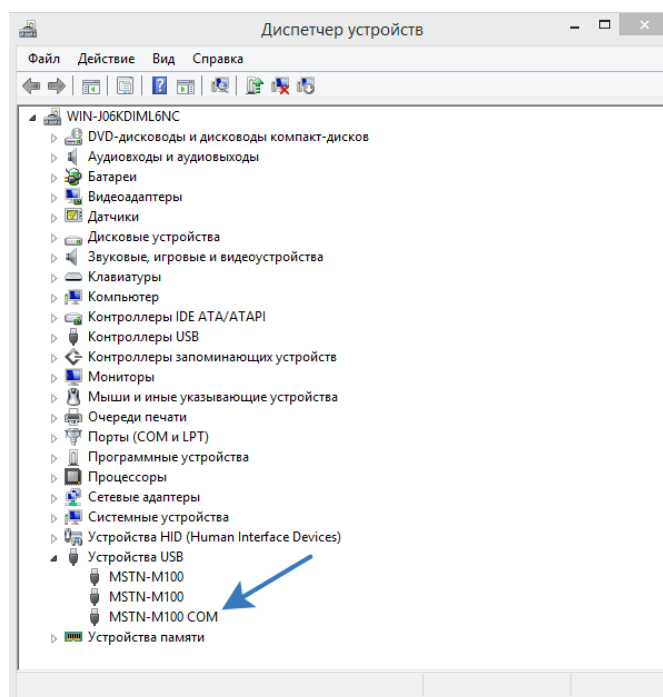 Диспетчер устройств
Файл Действие Вид Справка
WIN-J06KDIML6NC
DVD-дисководы и дисководы компакт-дисков
Аудиовходы и аудиовыходы
Батареи
Видеоадаптеры
Датчики
Дисковые устройства
Звуковые, игровые и видеоустройства
Клавиатуры
Компьютер
Контроллеры IDE ATA/ATAPI
Контроллеры USB
Контроллеры запоминающих устройств
Мониторы
Мыши и иные указывающие устройства
Очереди печати
Порты (COM и LPT)
Программные устройства
Процессоры
Сетевые адаптеры
Системные устройства
Устройства HID (Human Interface Devices)
Устройства USB
MSTN-M100
MSTN-M100
MSTN-M100 COM
Устройства памяти